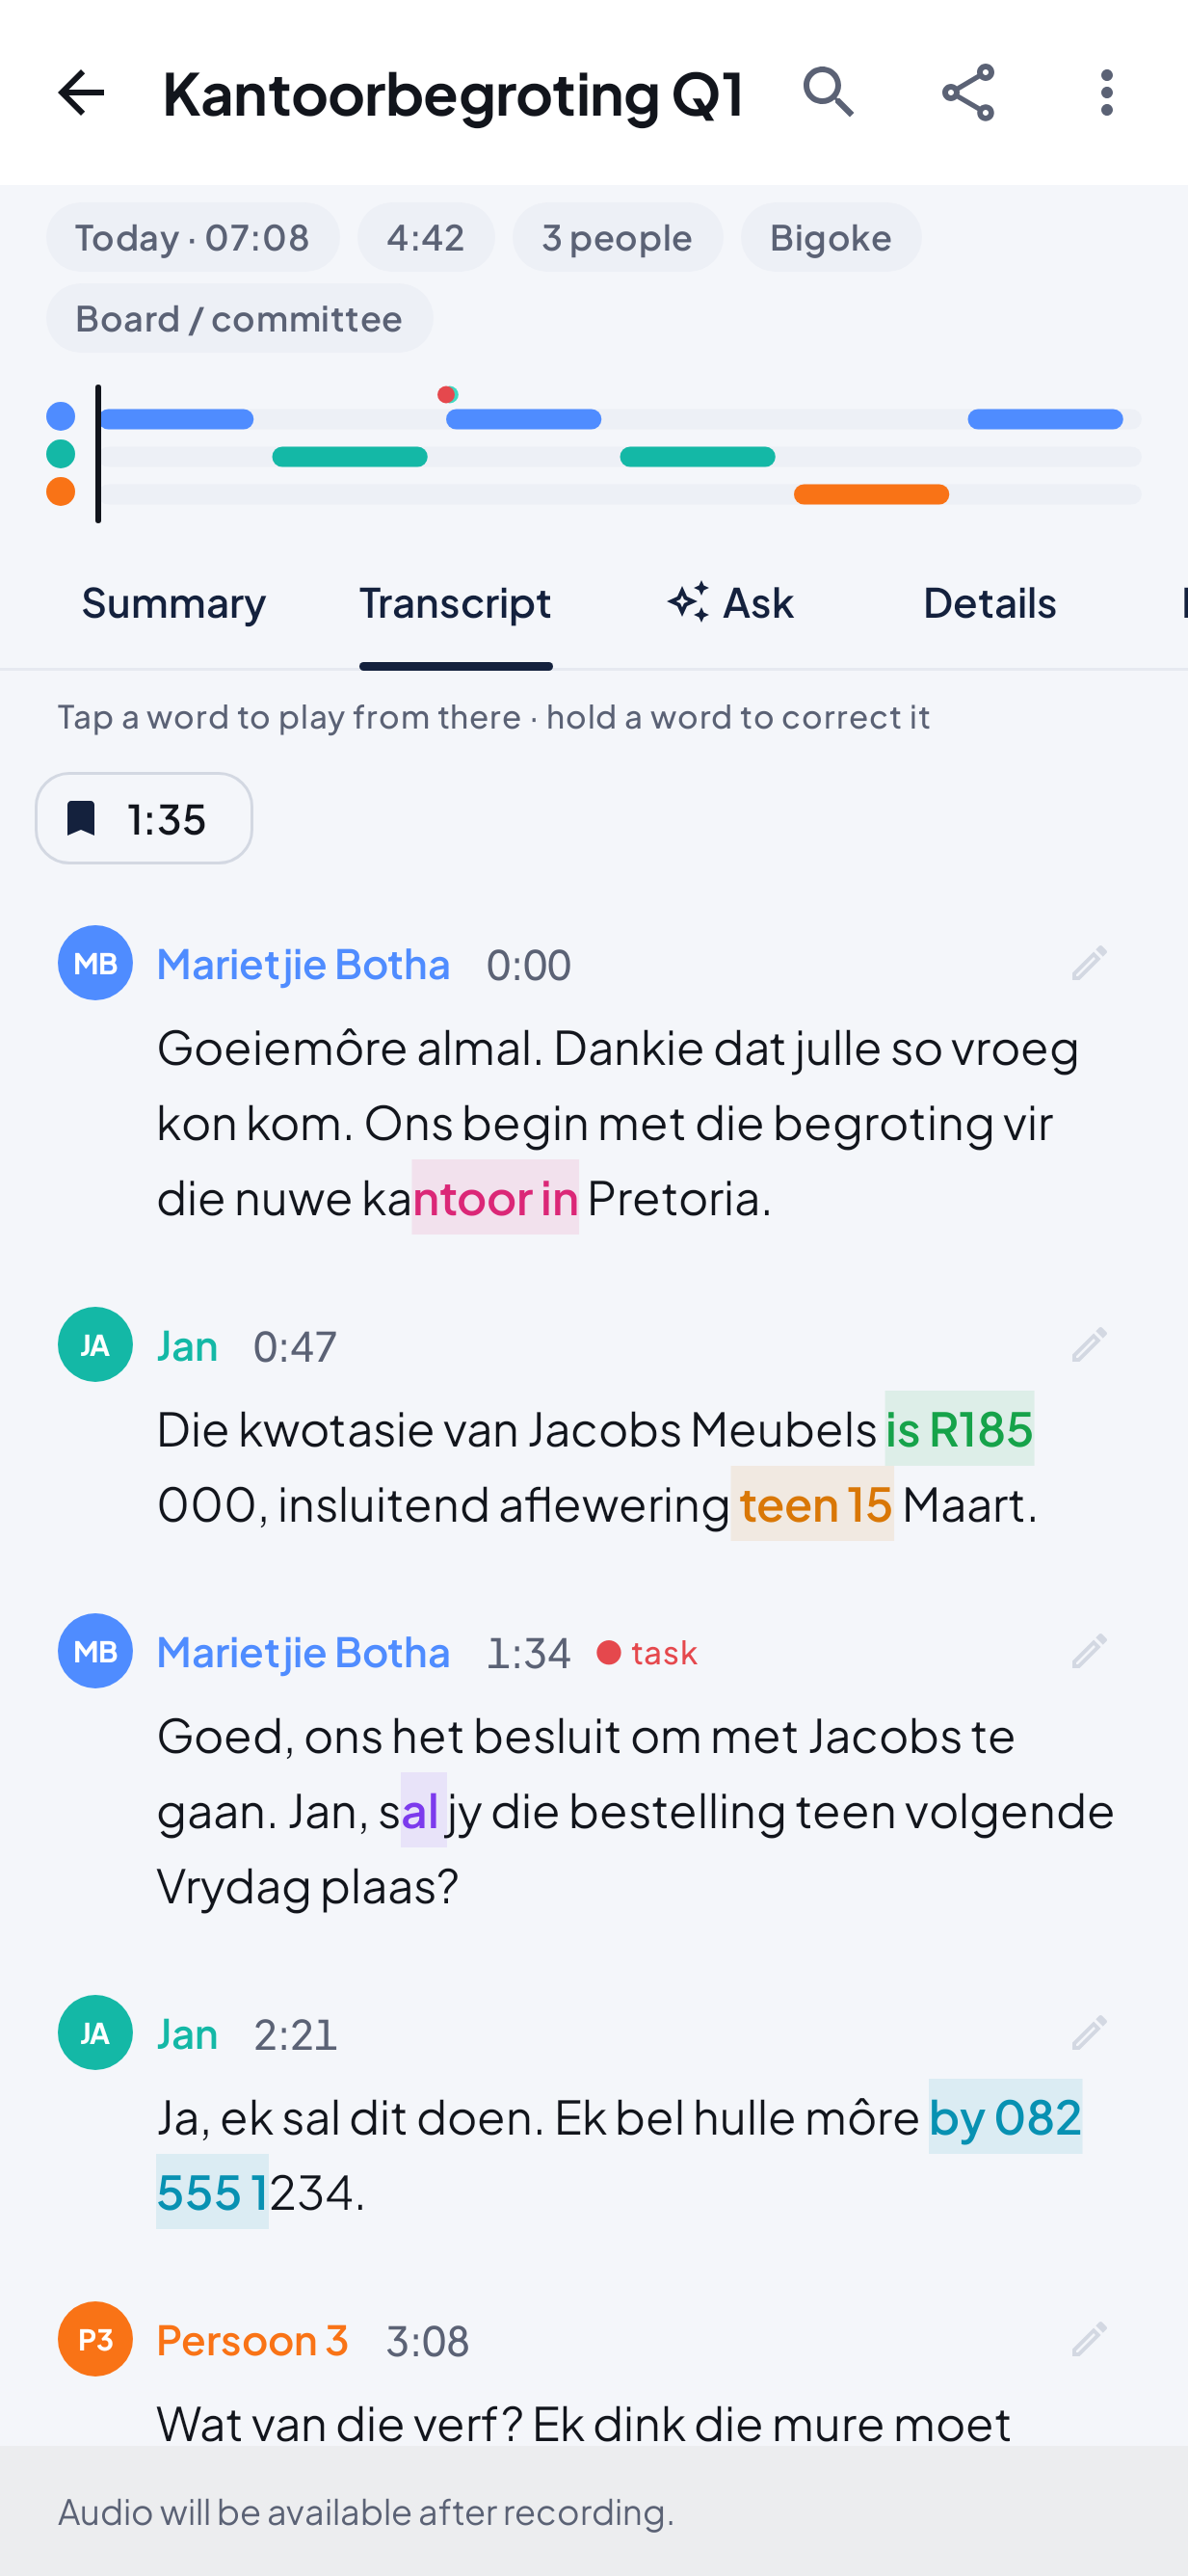 Kantoorbegroting Q1
Today · 07:08
4:42
3 people
Bigoke
Board / committee
Summary
Transcript
Ask
Details
Tap a word to play from there · hold a word to correct it
1:35
MB Marietjie Botha 0:00
Goeiemôre almal. Dankie dat julle so vroeg
kon kom. Ons begin met die begroting vir
die nuwe kantoor in Pretoria.
JA Jan 0:47
Die kwotasie van Jacobs Meubels is R185
000, insluitend aflewering teen 15 Maart.
MB Marietjie Botha 1:34 task
Goed, ons het besluit om met Jacobs te
gaan. Jan, sal jy die bestelling teen volgende
Vrydag plaas?
JA Jan 2:21
Ja, ek sal dit doen. Ek bel hulle môre by 082
555 1234.
P3 Persoon 3 3:08
Wat van die verf? Ek dink die mure moet
Audio will be available after recording.